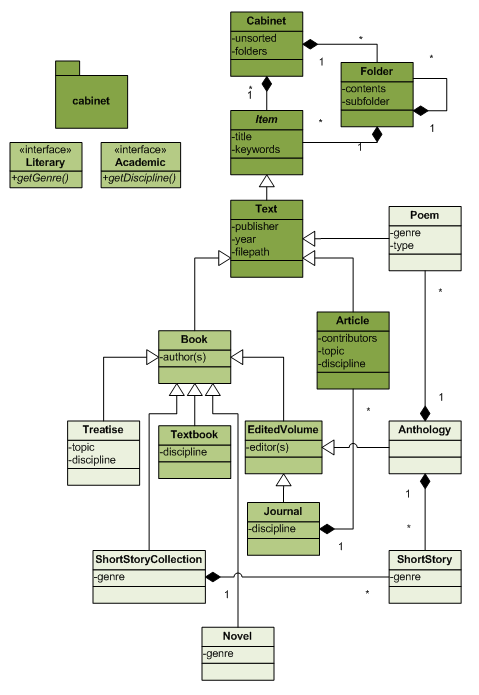 Cabinet
-unsorted
-folders
*
1
Folder
-contents
-subfolder
*
1
cabinet
*
1
Item
-title
-keywords
*
1
«interface»
Literary
+getGenre()
«interface»
Academic
+getDiscipline()
Text
-publisher
-year
-filepath
Poem
-genre
-type
*
Article
-contributors
-topic
-discipline
Book
-author(s)
*
1
Treatise
-topic
-discipline
Textbook
-discipline
EditedVolume
-editor(s)
Anthology
1
Journal
-discipline
1
*
ShortStoryCollection
-genre
1
*
ShortStory
-genre
Novel
-genre